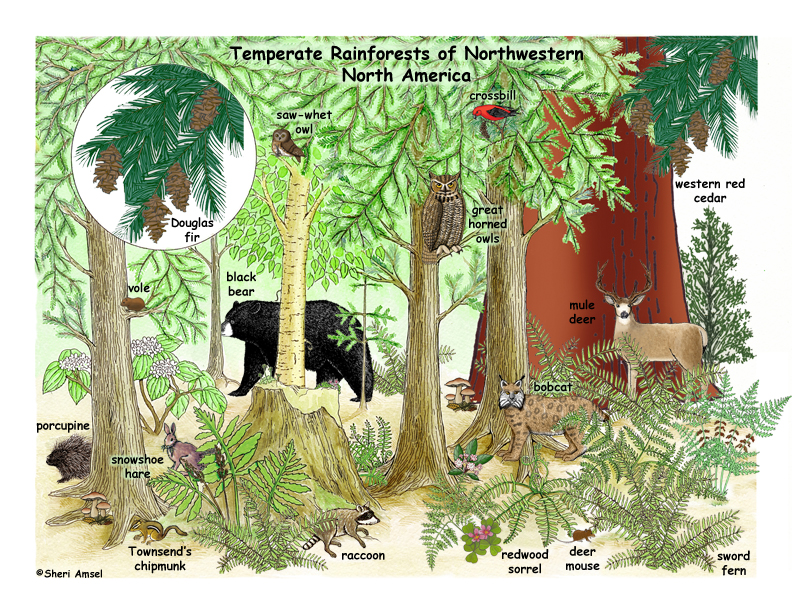 Temperate Rainforests of Northwestern
North America
crossbill
saw-whet
owl
western red
cedar
great
horned
owls
Douglas
fir
black
bear
vole
mule
deer
bobcat
porcupine
snowshoe
hare
Townsend's
chipmunk
raccoon
redwood
sorrel
deer
mouse
sword
fern
©Sheri Amsel